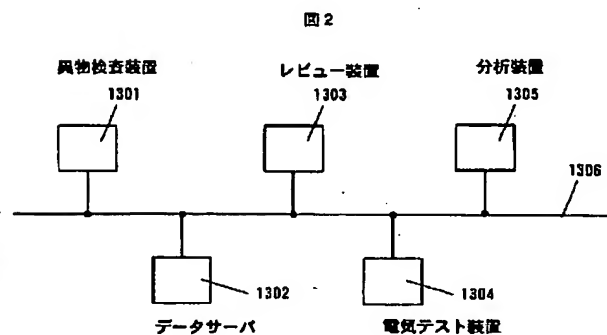 図2
異物検査装置
レビュー装置
分析装置
1301
1303
1305
1306
1302
1304
データサーバ
電気テスト装置